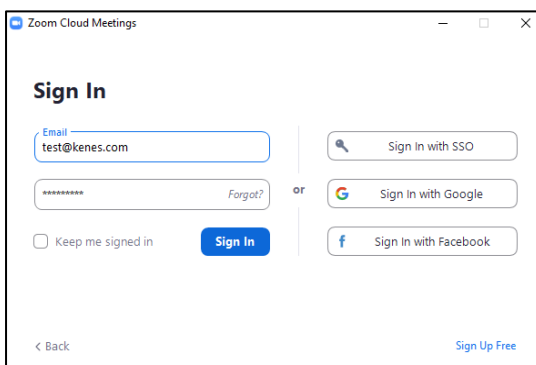 Zoom Cloud Meetings
Sign In
Email
test@kenes.com
*********
Forgot?
Keep me signed in
Sign In
or
Sign In with SSO
Sign In with Google
Sign In with Facebook
< Back
Sign Up Free